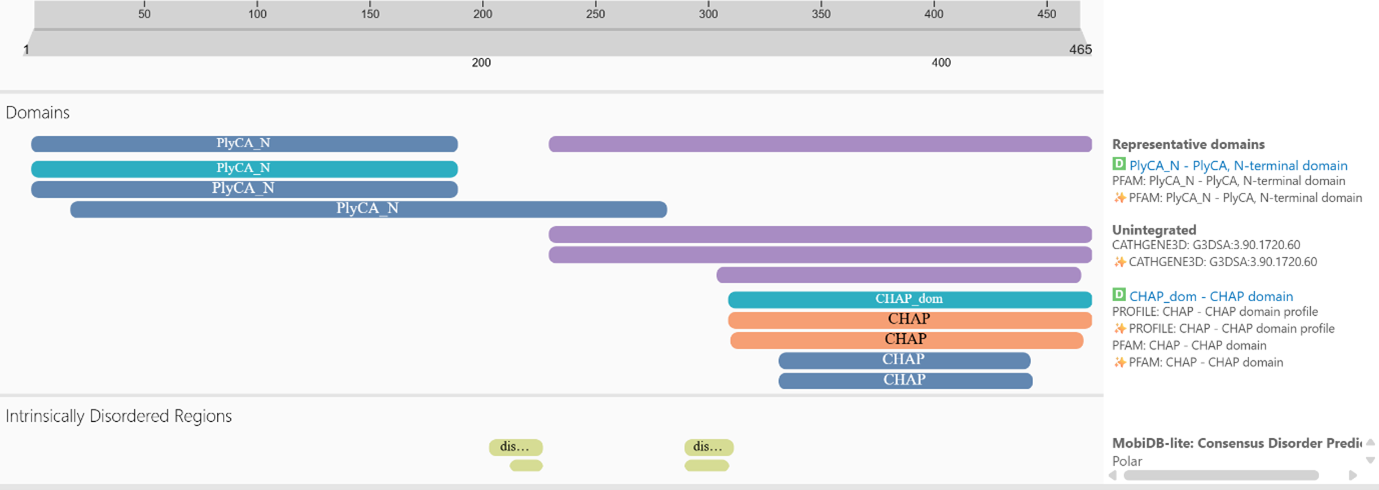 50 100 150 200 250 300 350 400 450
1 465
200 400
Domains
PlyCA_N
Representative domains
PlyCA_N
D PlyCA_N - PlyCA, N-terminal domain
PlyCA_N
PFAM: PlyCA_N - PlyCA, N-terminal domain
PlyCA_N
PFAM: PlyCA_N - PlyCA, N-terminal domain
Unintegrated
CATHGENE3D: G3DSA:3.90.1720.60
CATHGENE3D: G3DSA:3.90.1720.60
CHAP_dom
D CHAP_dom - CHAP domain
CHAP
PROFILE: CHAP - CHAP domain profile
PROFILE: CHAP - CHAP domain profile
CHAP
PFAM: CHAP - CHAP domain
CHAP
PFAM: CHAP - CHAP domain
CHAP
Intrinsically Disordered Regions
dis... dis...
MobiDB-lite: Consensus Disorder Predi
Polar